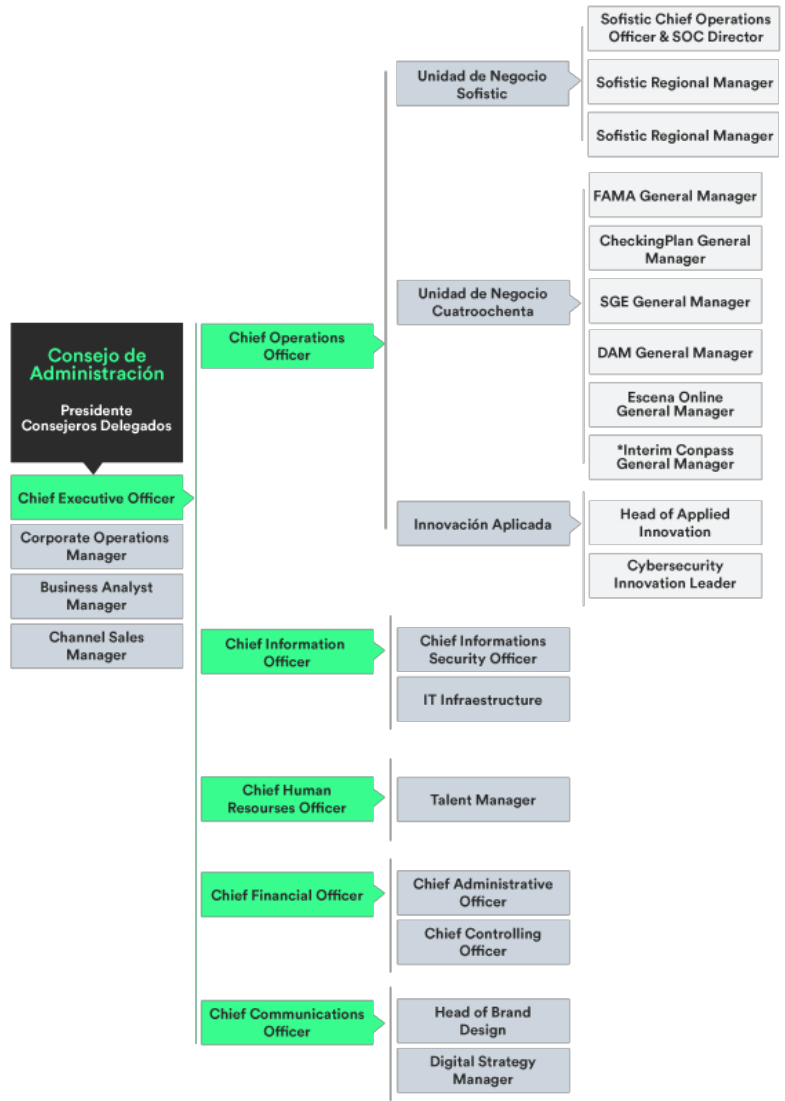 Consejo de
Administración
Presidente
Consejeros Delegados
Chief Executive Officer
Corporate Operations
Manager
Business Analyst
Manager
Channel Sales
Manager
Chief Operations
Officer
Unidad de Negocio
Sofistic
Sofistic Chief Operations
Officer & SOC Director
Sofistic Regional Manager
Sofistic Regional Manager
Unidad de Negocio
Cuatroochenta
FAMA General Manager
CheckingPlan General
Manager
SGE General Manager
DAM General Manager
Escena Online
General Manager
*Interim Conpass
General Manager
Innovación Aplicada
Head of Applied
Innovation
Cybersecurity
Innovation Leader
Chief Information
Officer
Chief Informations
Security Officer
IT Infraestructure
Chief Human
Resourses Officer
Talent Manager
Chief Financial Officer
Chief Administrative
Officer
Chief Controlling
Officer
Chief Communications
Officer
Head of Brand
Design
Digital Strategy
Manager